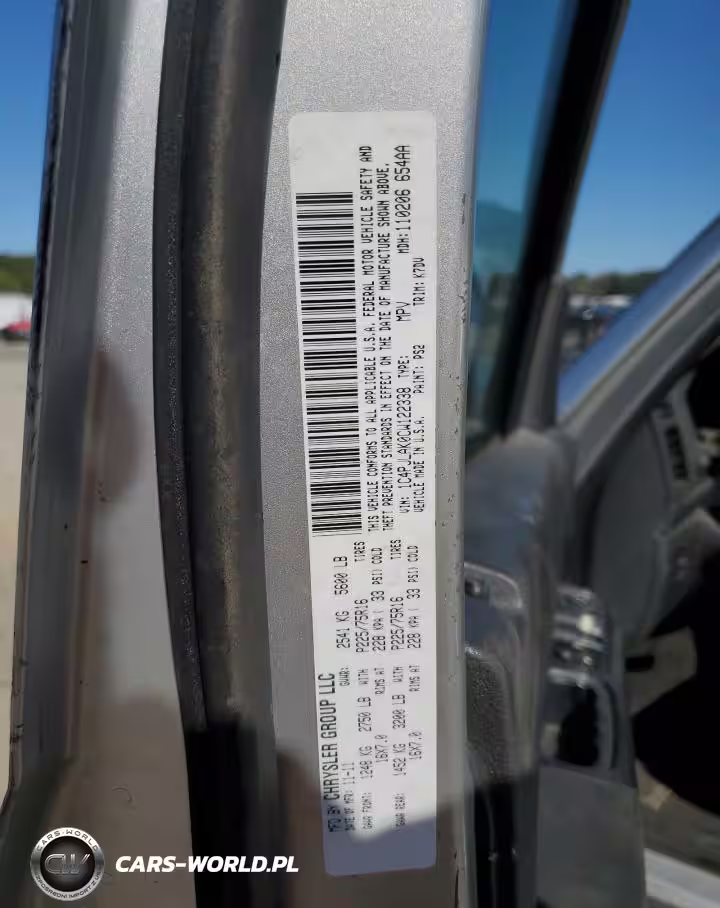 MFD BY CHRYSLER GROUP LLC
DATE OF MFR: 11-11 GVWR: 2541 KG 5600 LB
GAWR FRONT: 1248 KG 2750 LB WITH P225/75R16 TIRES
16X7.0 RIMS AT 228 KPA ( 33 PSI) COLD
GAWR REAR: 1452 KG 3200 LB WITH P225/75R16 TIRES
16X7.0 RIMS AT 228 KPA ( 33 PSI) COLD
THIS VEHICLE CONFORMS TO ALL APPLICABLE U.S.A. FEDERAL MOTOR VEHICLE SAFETY AND
THEFT PREVENTION STANDARDS IN EFFECT ON THE DATE OF MANUFACTURE SHOWN ABOVE.
VIN: 1C4PJLAK0CW122338 TYPE: MPV MDH: 110206 654AA
VEHICLE MADE IN U.S.A. PAINT: PS2 TRIM: K7DV
CARS-WORLD
CW
CARS-WORLD.PL